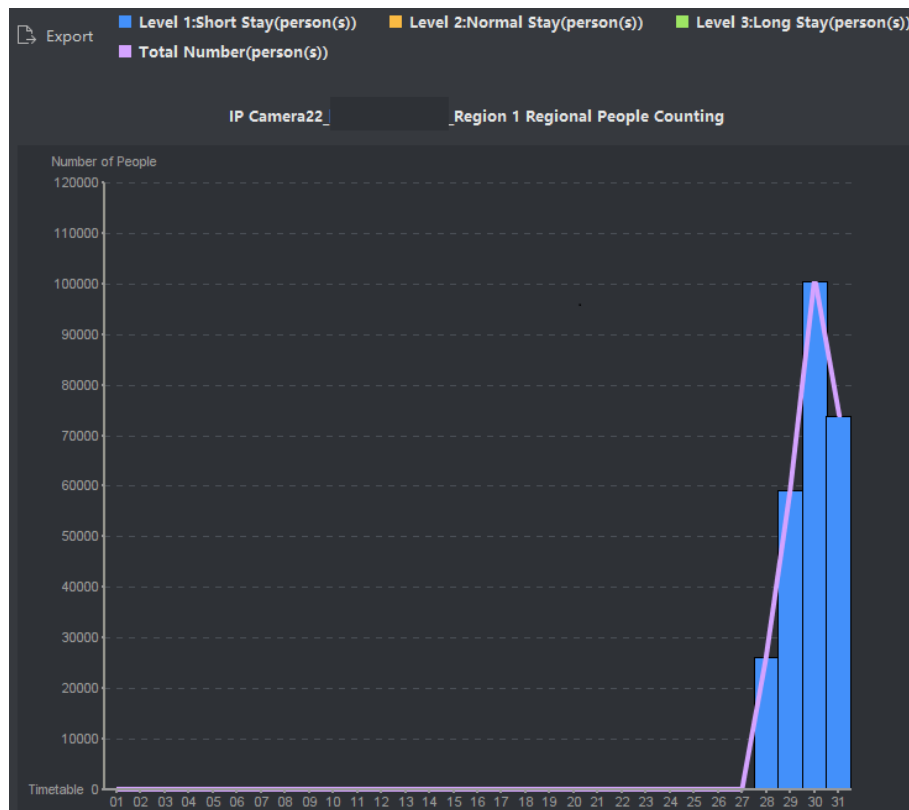 Export
Level 1:Short Stay(person(s)) Level 2:Normal Stay(person(s)) Level 3:Long Stay(person(s))
Total Number(person(s))
IP Camera22_ _Region 1 Regional People Counting
Number of People
120000
110000
100000
90000
80000
70000
60000
50000
40000
30000
20000
10000
Timetable 0
01 02 03 04 05 06 07 08 09 10 11 12 13 14 15 16 17 18 19 20 21 22 23 24 25 26 27 28 29 30 31